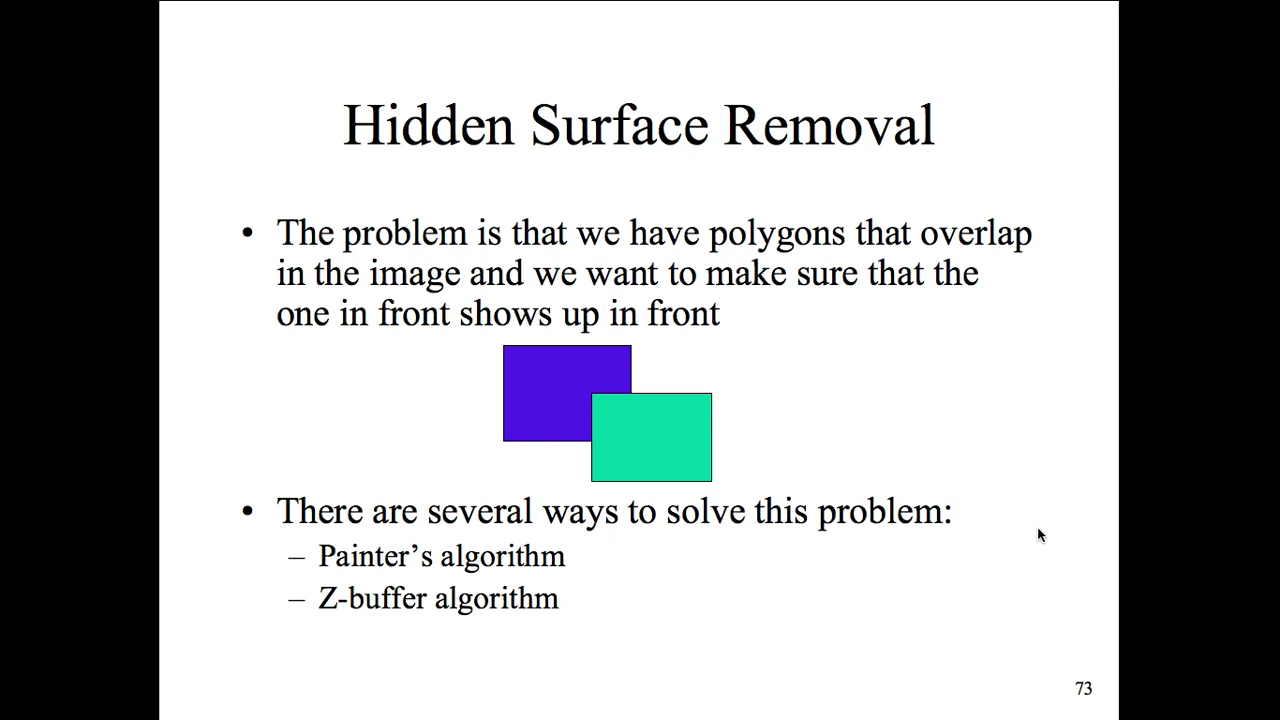 Hidden Surface Removal
• The problem is that we have polygons that overlap
in the image and we want to make sure that the
one in front shows up in front
• There are several ways to solve this problem:
– Painter’s algorithm
– Z-buffer algorithm
73